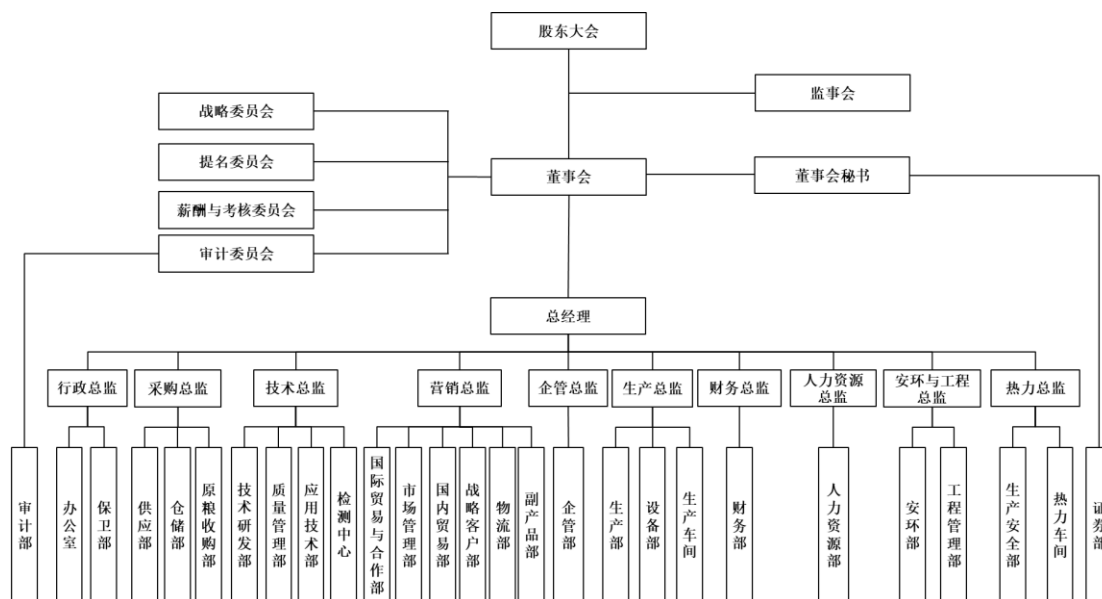 股东大会
监事会
战略委员会
提名委员会
董事会
董事会秘书
薪酬与考核委员会
审计委员会
总经理
行政总监
采购总监
技术总监
营销总监
企管总监
生产总监
财务总监
人力资源
总监
安环与工程
总监
热力总监
审计部
办公室
保卫部
供应部
仓储部
原粮收购部
技术研发部
质量管理部
应用技术部
检测中心
国际贸易与合作部
市场管理部
国内贸易部
战略客户部
物流部
副产品部
企管部
生产部
设备部
生产车间
财务部
人力资源部
安环部
工程管理部
生产安全部
热力车间
证券部